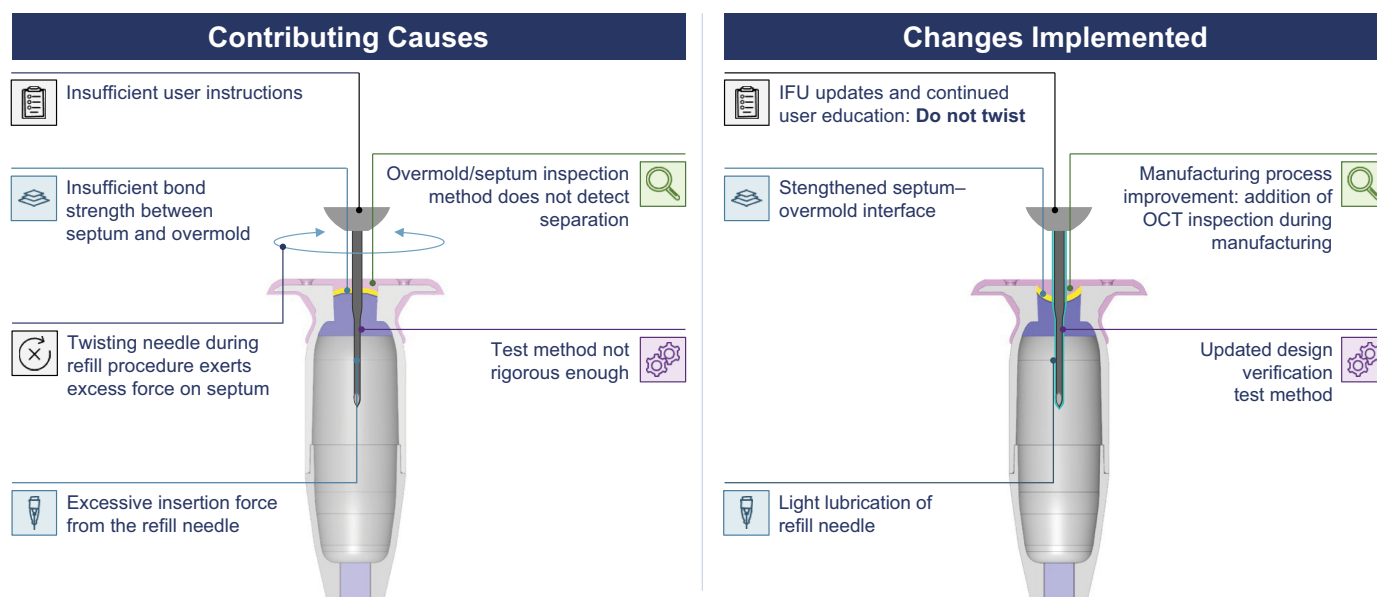 Contributing Causes
Insufficient user instructions
Insufficient bond
strength between
septum and overmold
Overmold/septum inspection
method does not detect
separation
Twisting needle during
refill procedure exerts
excess force on septum
Test method not
rigorous enough
Excessive insertion force
from the refill needle
Changes Implemented
IFU updates and continued
user education: Do not twist
Stengthened septum–
overmold interface
Manufacturing process
improvement: addition of
OCT inspection during
manufacturing
Updated design
verification
test method
Light lubrication of
refill needle